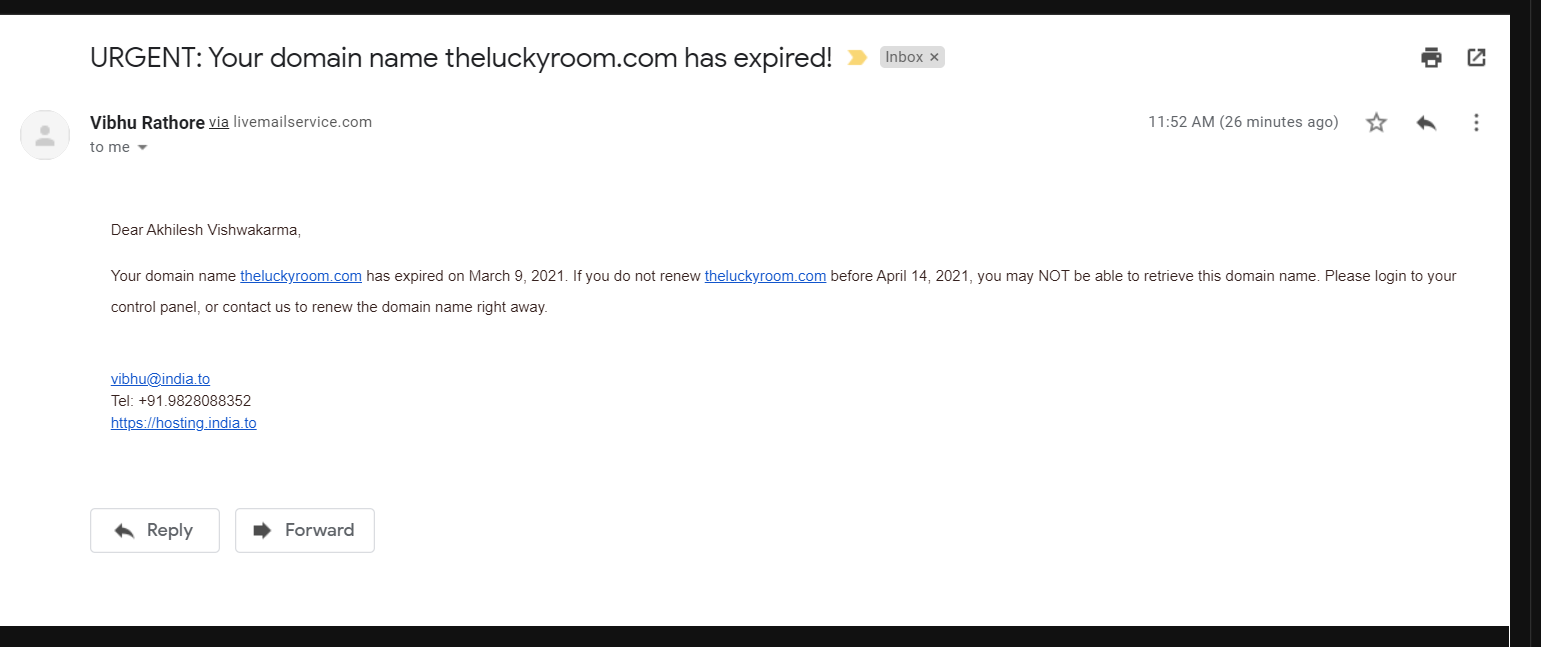 URGENT: Your domain name theluckyroom.com has expired! Inbox ×
Vibhu Rathore via livemailservice.com 11:52 AM (26 minutes ago)
to me
Dear Akhilesh Vishwakarma,
Your domain name theluckyroom.com has expired on March 9, 2021. If you do not renew theluckyroom.com before April 14, 2021, you may NOT be able to retrieve this domain name. Please login to your
control panel, or contact us to renew the domain name right away.
vibhu@india.to
Tel: +91.9828088352
https://hosting.india.to
Reply Forward